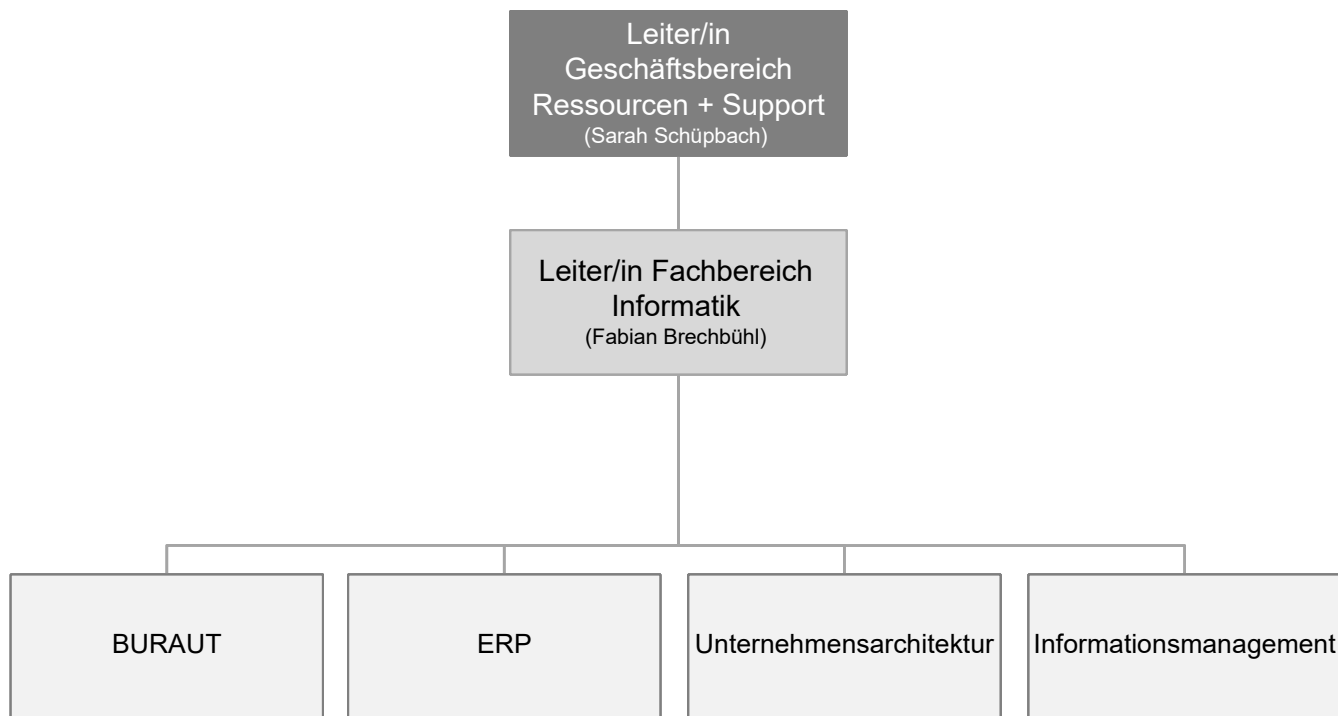 Leiter/in
Geschäftsbereich
Ressourcen + Support
(Sarah Schüpbach)
Leiter/in Fachbereich
Informatik
(Fabian Brechbühl)
BURAUT
ERP
Unternehmensarchitektur
Informationsmanagement